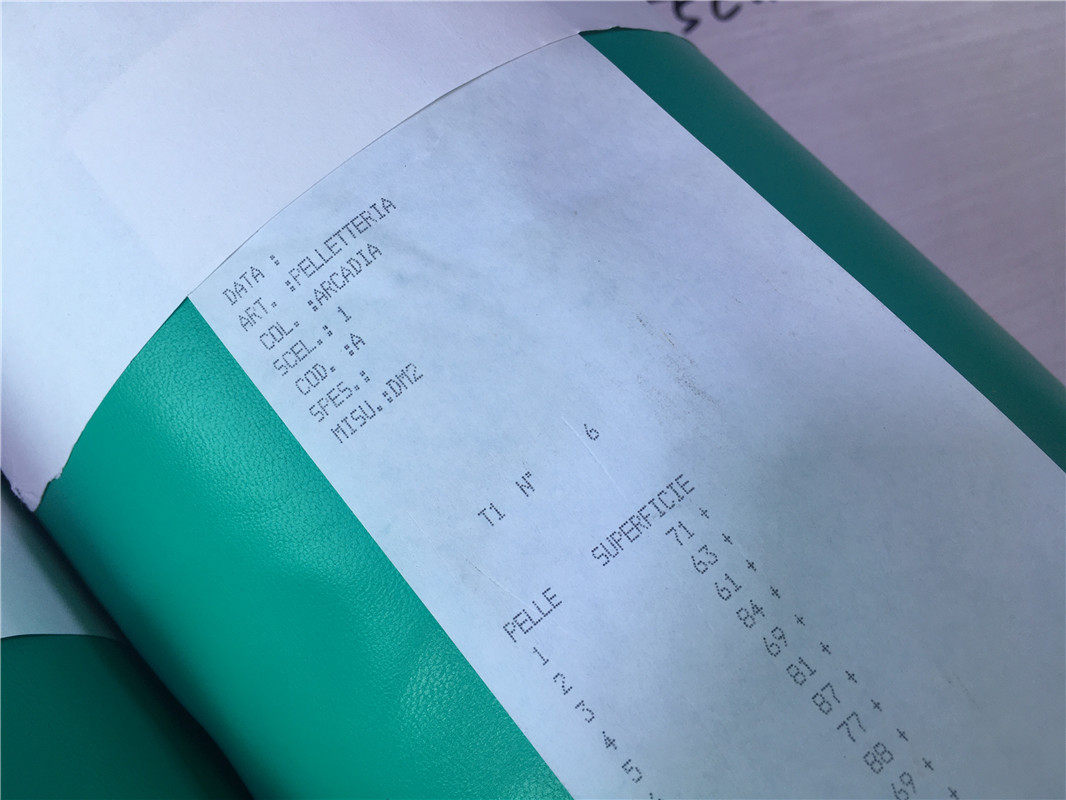 DATA :
ART. :PELLETTERIA
COL. :ARCADIA
SCEL.: 1
COD. :A
SPES.:
MISU.:DM2
T1 N° 6
PELLE SUPERFICIE
1 71 +
2 63 +
3 61 +
4 84 +
5 69 +
81 +
87 +
77 +
88 +
69 +